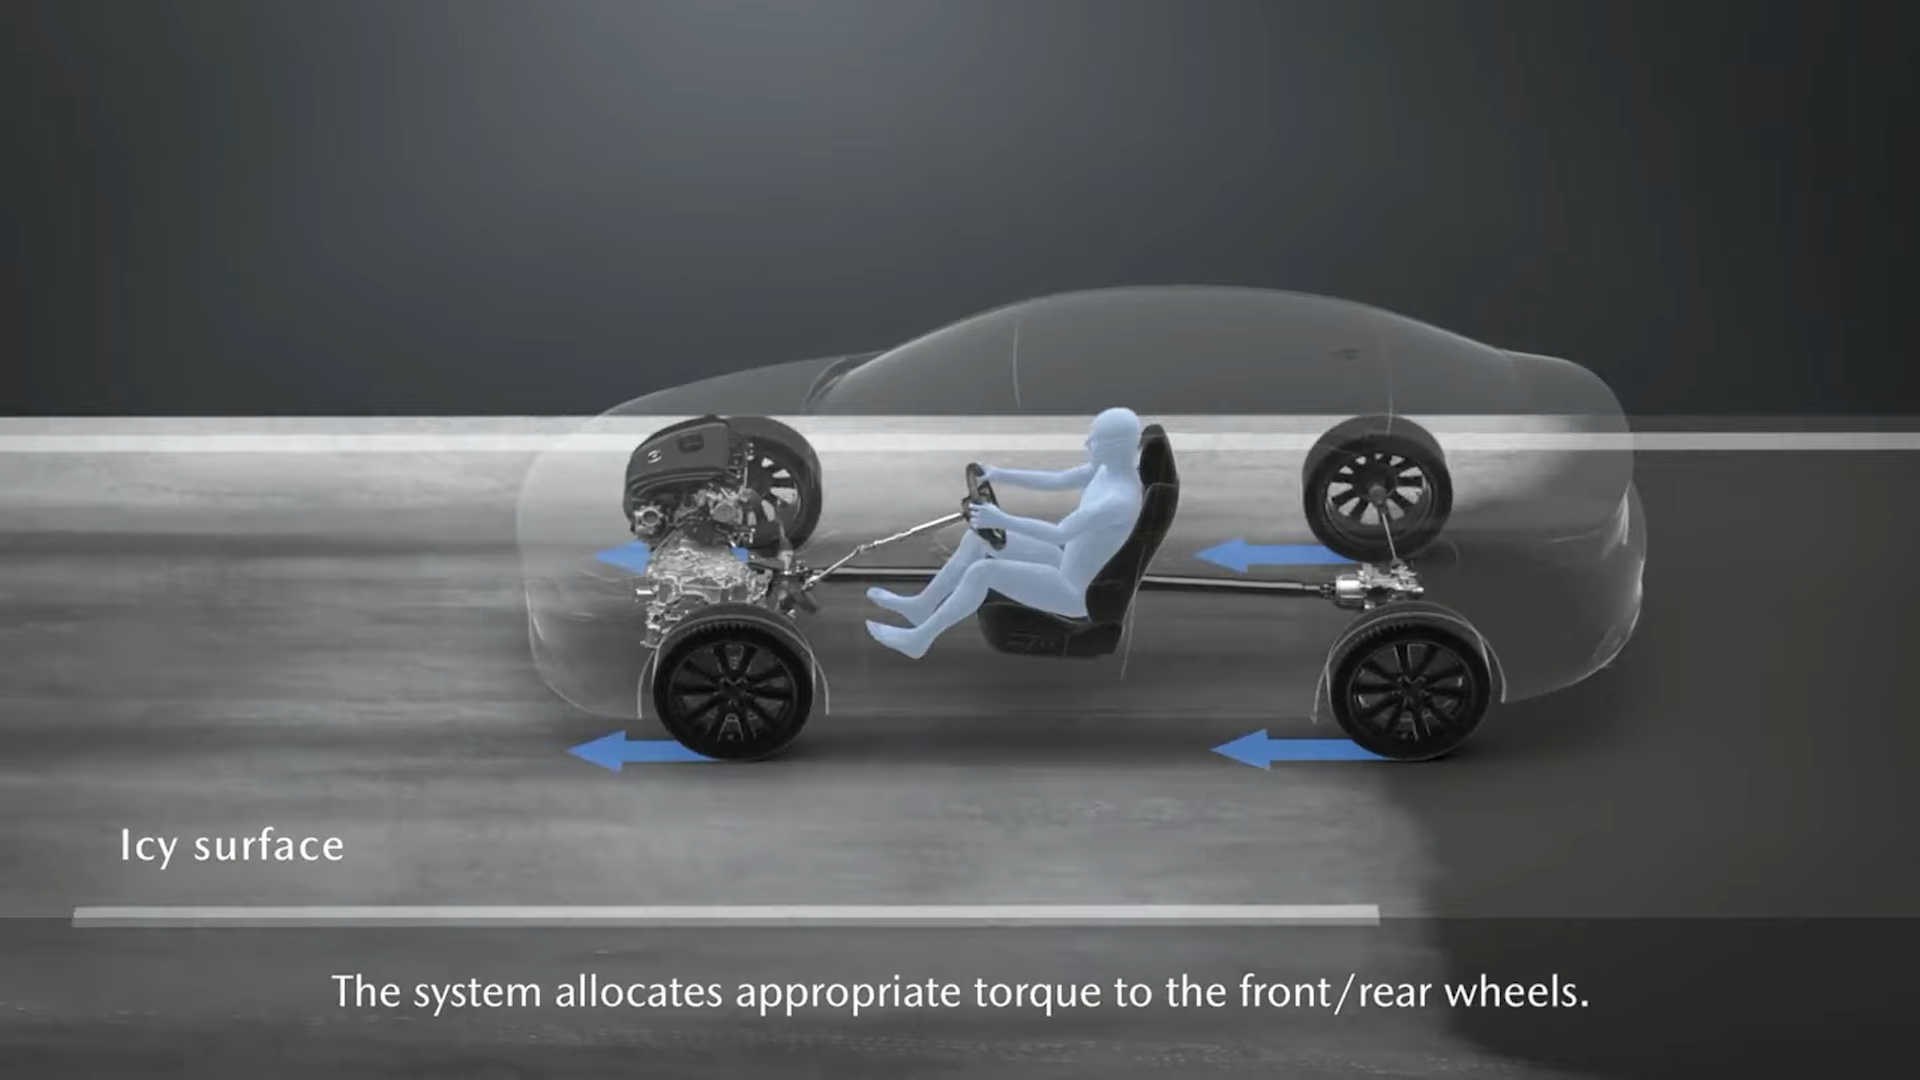 Icy surface
The system allocates appropriate torque to the front/rear wheels.